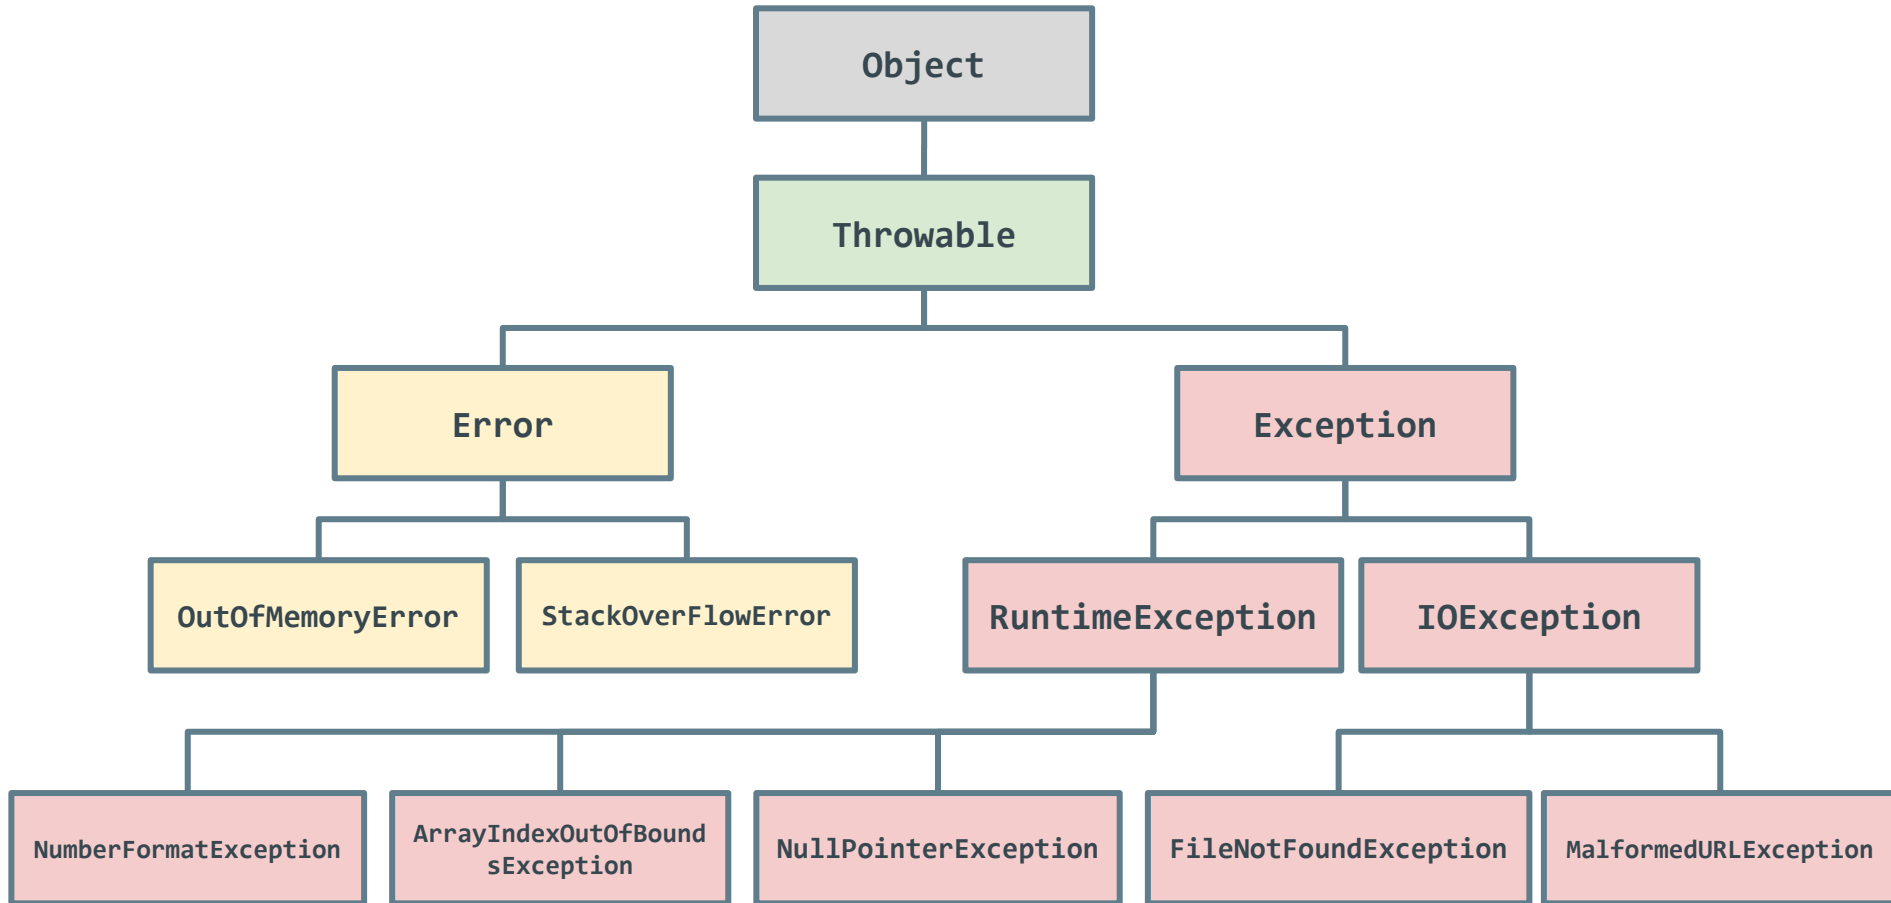 Object
Throwable
Error
Exception
OutOfMemoryError
StackOverFlowError
RuntimeException
IOException
NumberFormatException
ArrayIndexOutOfBound
sException
NullPointerException
FileNotFoundException
MalformedURLException